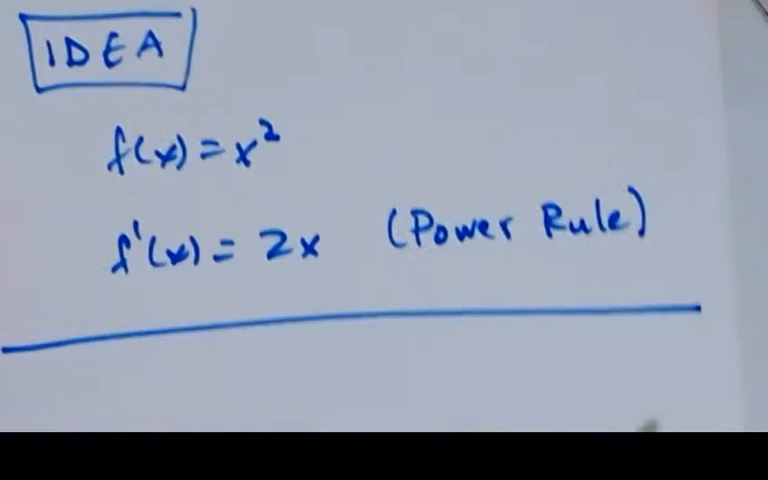 IDEA
f(x) = x²
f'(x) = 2x (Power Rule)